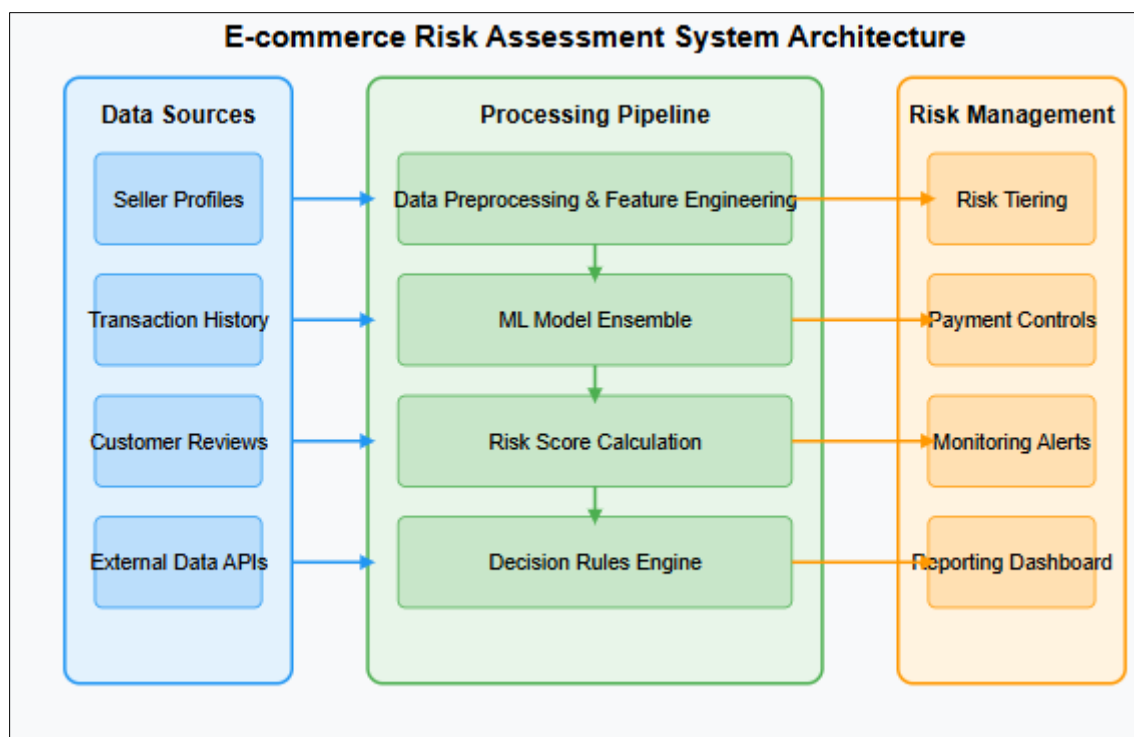 E-commerce Risk Assessment System Architecture
Data Sources
Seller Profiles
Transaction History
Customer Reviews
External Data APIs
Processing Pipeline
Data Preprocessing & Feature Engineering
ML Model Ensemble
Risk Score Calculation
Decision Rules Engine
Risk Management
Risk Tiering
Payment Controls
Monitoring Alerts
Reporting Dashboard